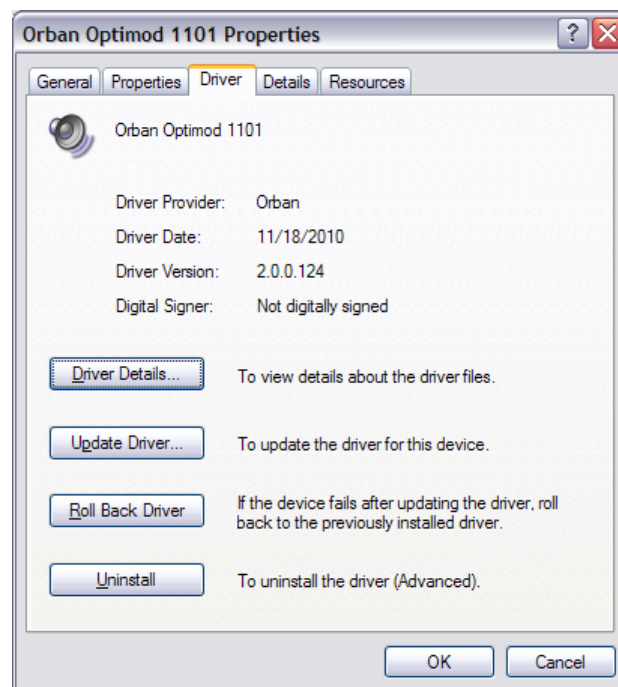 Orban Optimod 1101 Properties
General Properties Driver Details Resources
Orban Optimod 1101
Driver Provider: Orban
Driver Date: 11/18/2010
Driver Version: 2.0.0.124
Digital Signer: Not digitally signed
Driver Details... To view details about the driver files.
Update Driver... To update the driver for this device.
Roll Back Driver If the device fails after updating the driver, roll
back to the previously installed driver.
Uninstall To uninstall the driver (Advanced).
OK Cancel